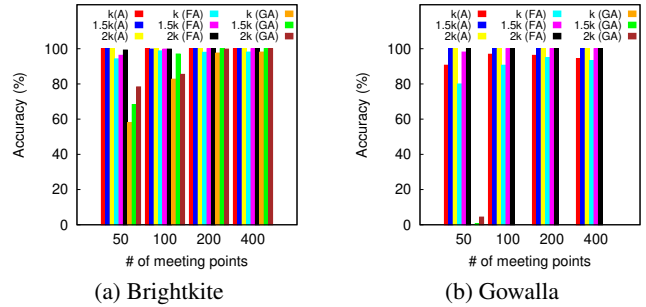 k(A) k (FA) k (GA)
1.5k(A) 1.5k (FA) 1.5k (GA)
2k(A) 2k (FA) 2k (GA)
100
80
60
40
20
0
Accuracy (%)
50 100 200 400
# of meeting points
(a) Brightkite
k(A) k (FA) k (GA)
1.5k(A) 1.5k (FA) 1.5k (GA)
2k(A) 2k (FA) 2k (GA)
100
80
60
40
20
0
Accuracy (%)
50 100 200 400
# of meeting points
(b) Gowalla